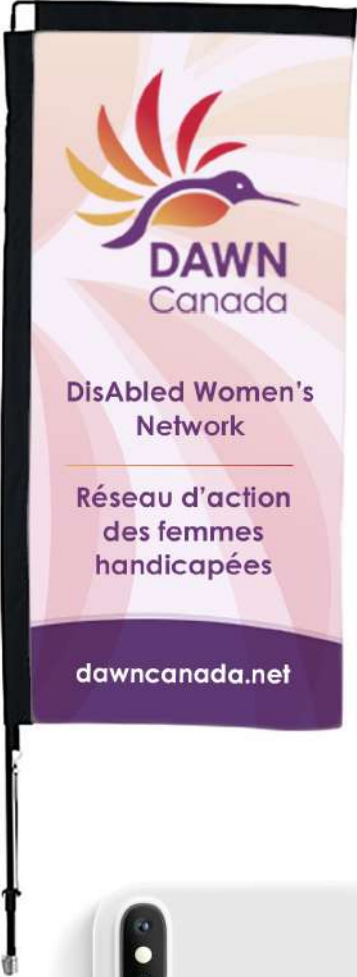 DAWN
Canada
DisAbled Women's
Network
Réseau d'action
des femmes
handicapées
dawncanada.net